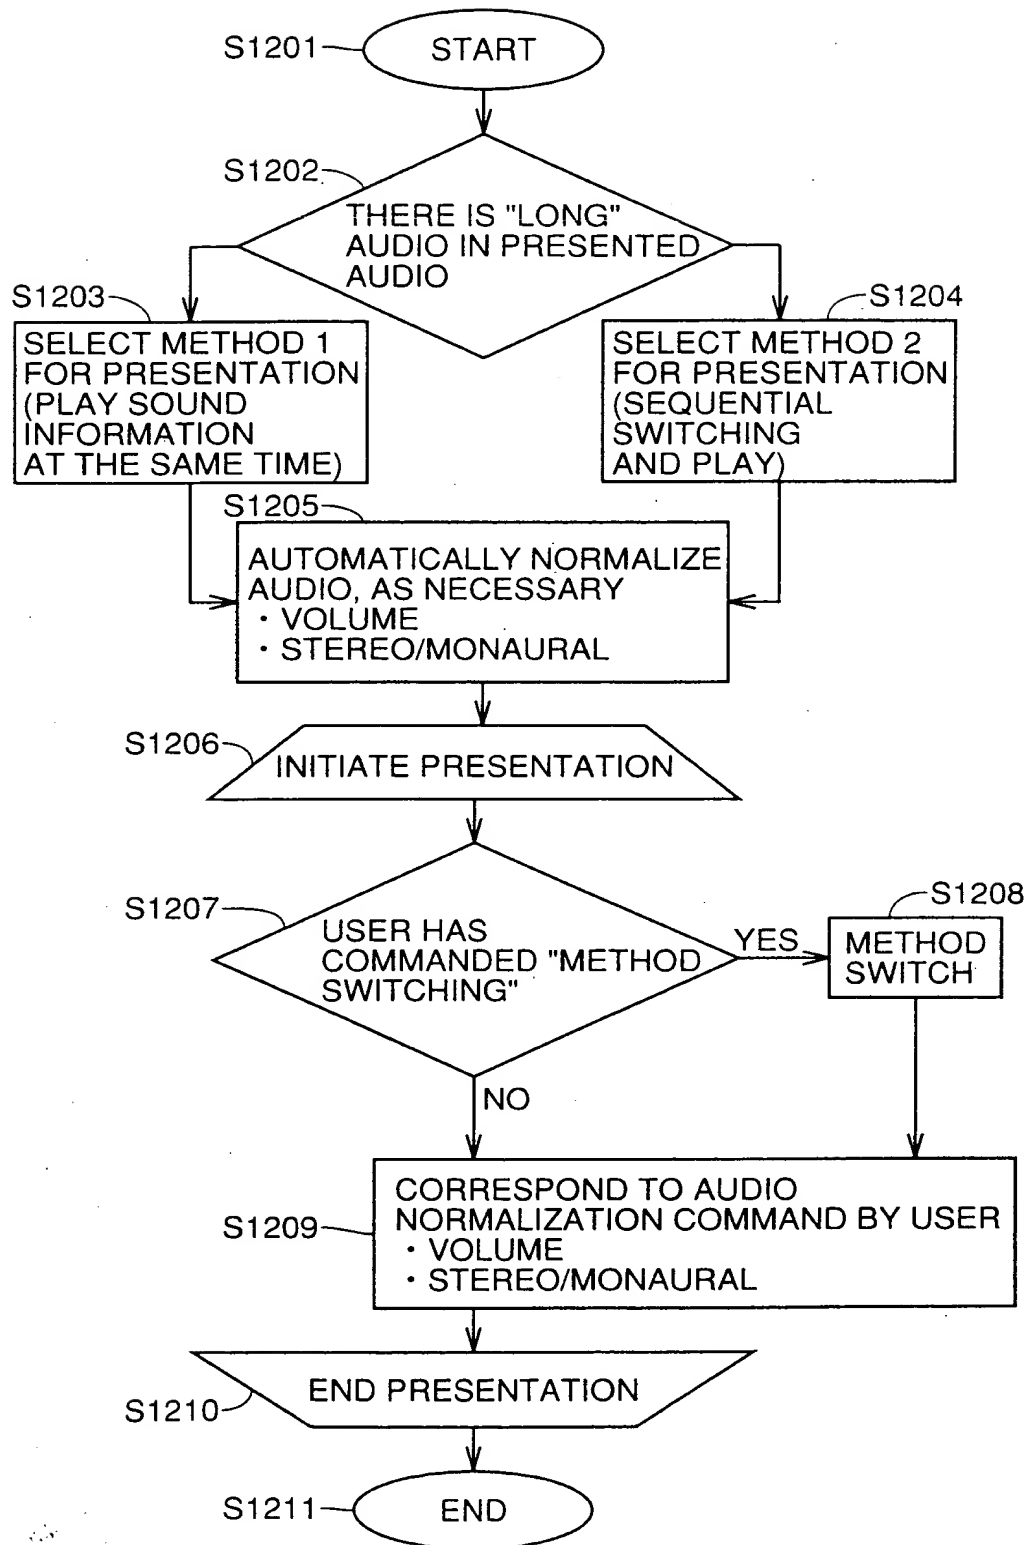 S1201
START
S1202
THERE IS "LONG"
AUDIO IN PRESENTED
AUDIO
S1203
SELECT METHOD 1
FOR PRESENTATION
(PLAY SOUND
INFORMATION
AT THE SAME TIME)
S1204
SELECT METHOD 2
FOR PRESENTATION
(SEQUENTIAL
SWITCHING
AND PLAY)
S1205
AUTOMATICALLY NORMALIZE
AUDIO, AS NECESSARY
・VOLUME
・STEREO/MONAURAL
S1206
INITIATE PRESENTATION
S1207
USER HAS
COMMANDED "METHOD
SWITCHING"
YES
S1208
METHOD
SWITCH
NO
S1209
CORRESPOND TO AUDIO
NORMALIZATION COMMAND BY USER
・VOLUME
・STEREO/MONAURAL
S1210
END PRESENTATION
S1211
END